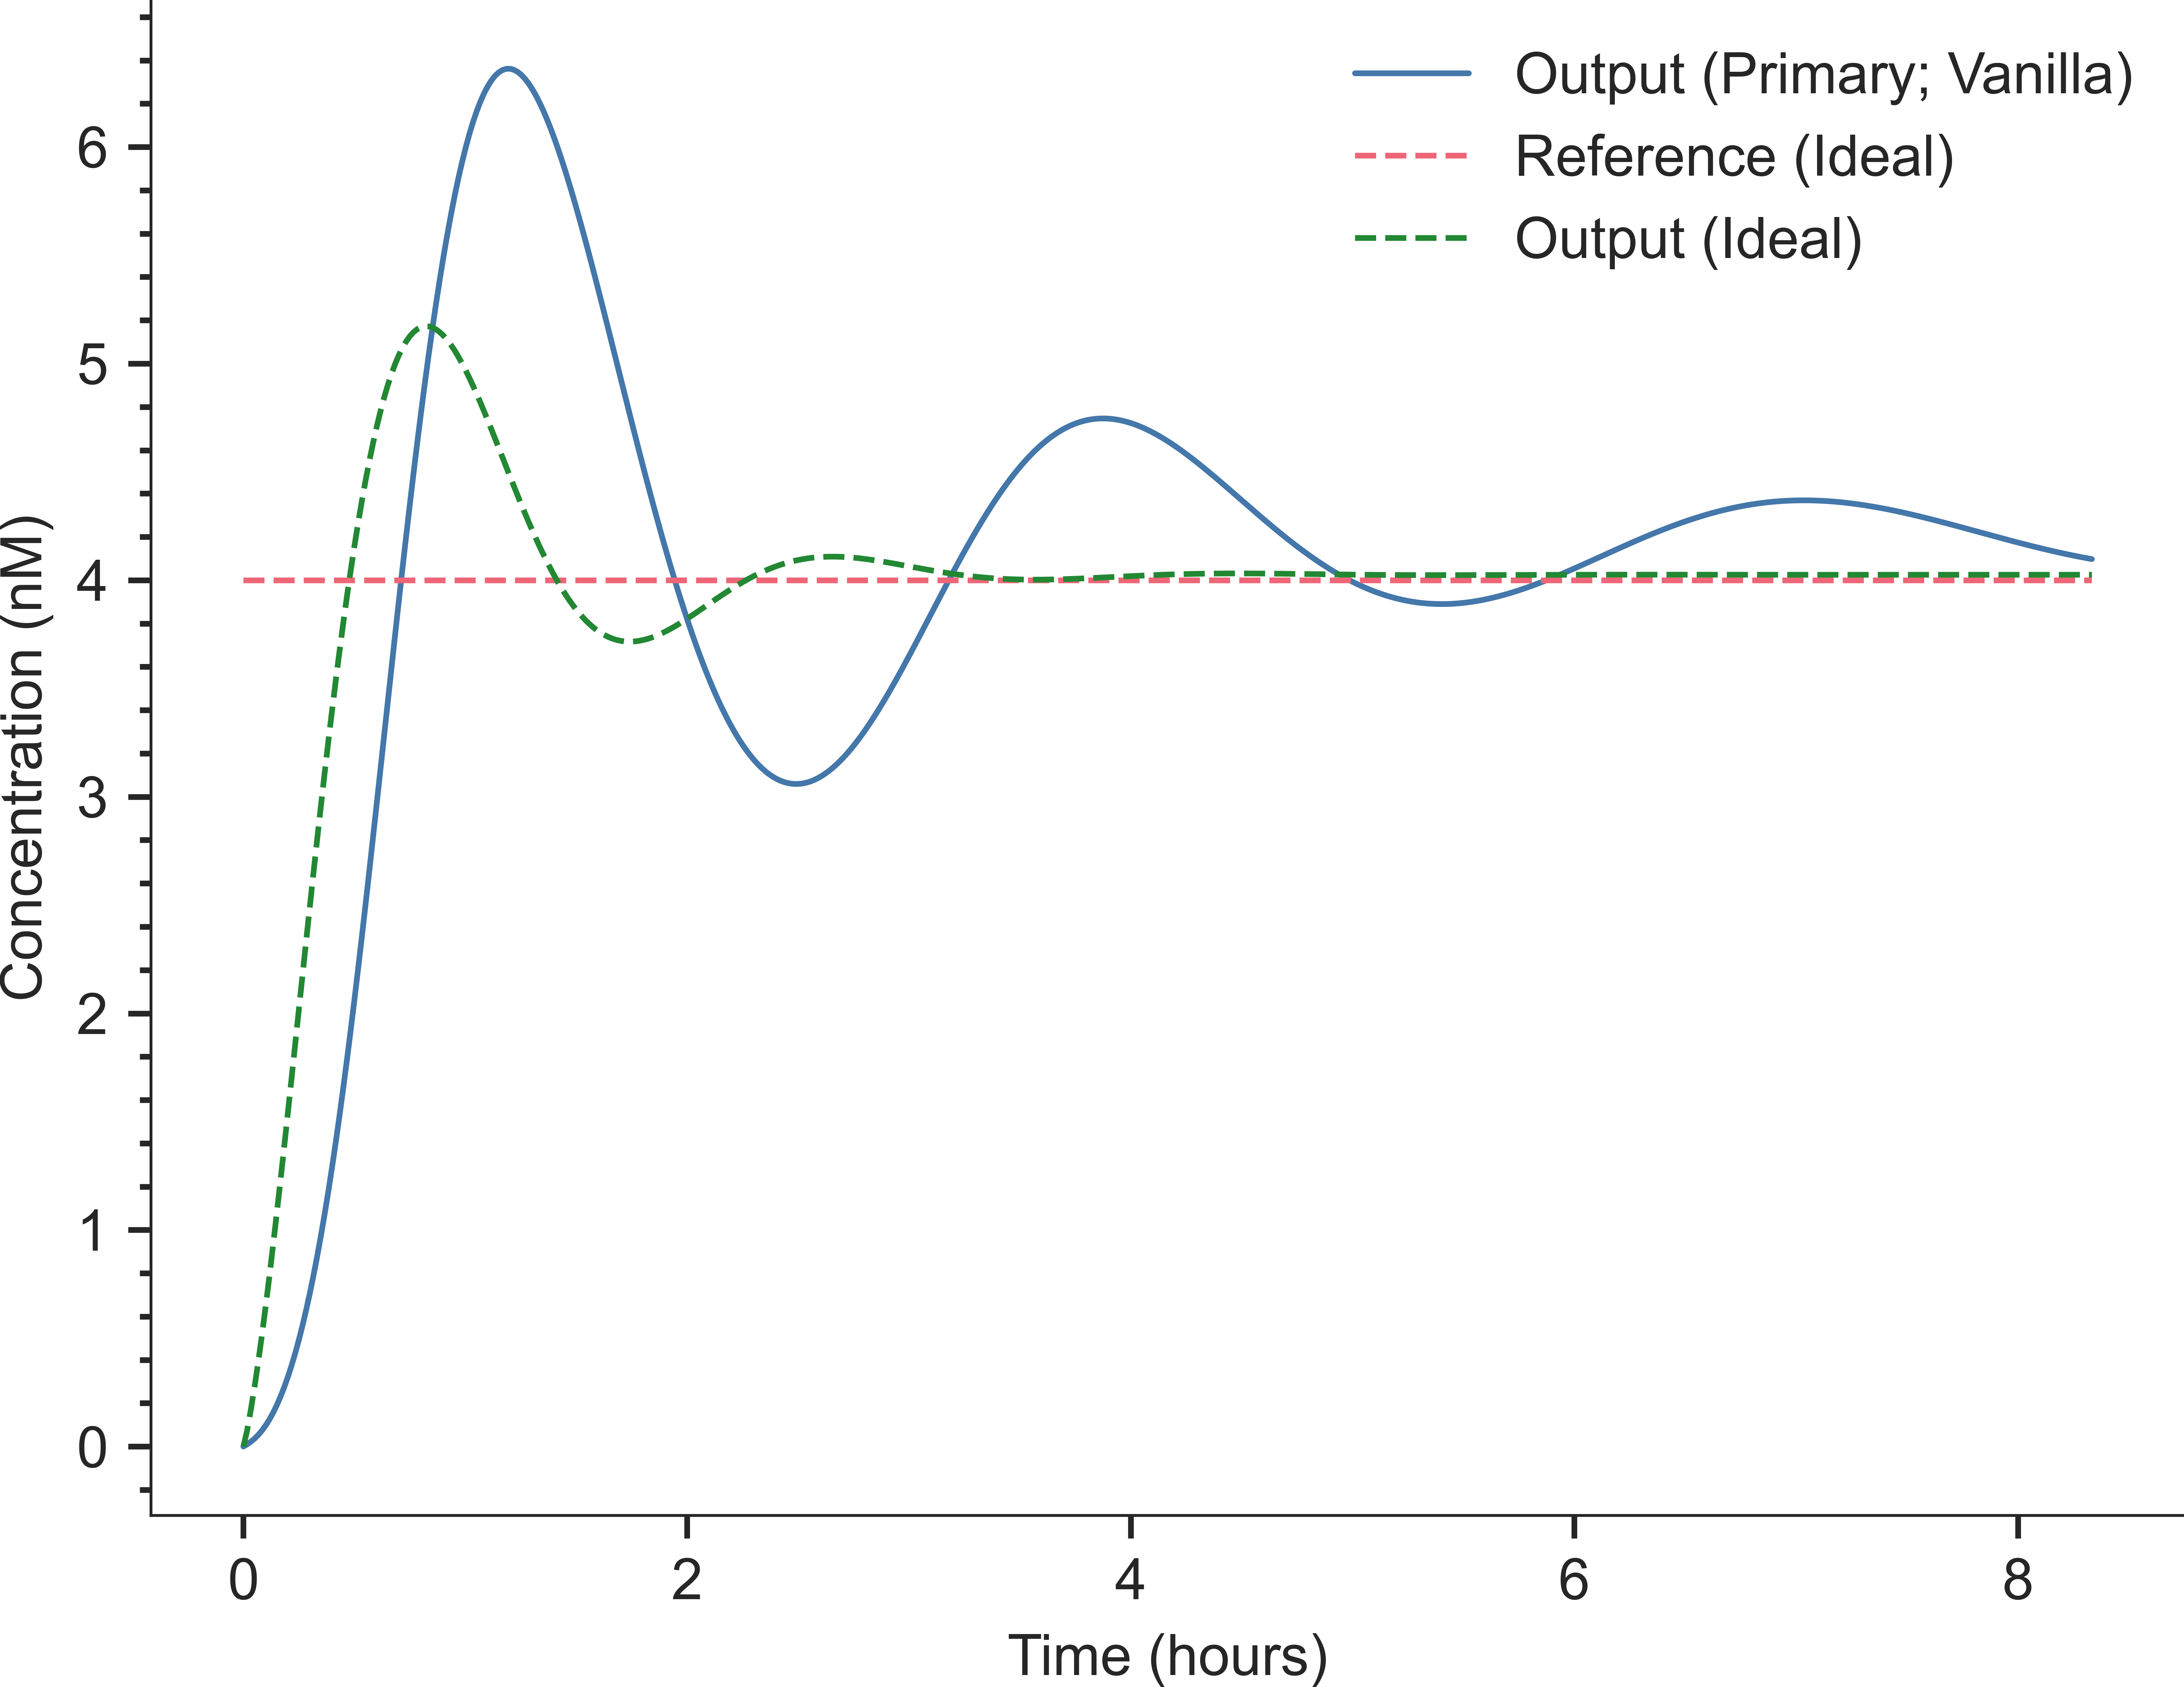 Output (Primary; Vanilla)
Reference (Ideal)
Output (Ideal)
Concentration (nM)
6
5
4
3
2
1
0
0 2 4 6 8
Time (hours)